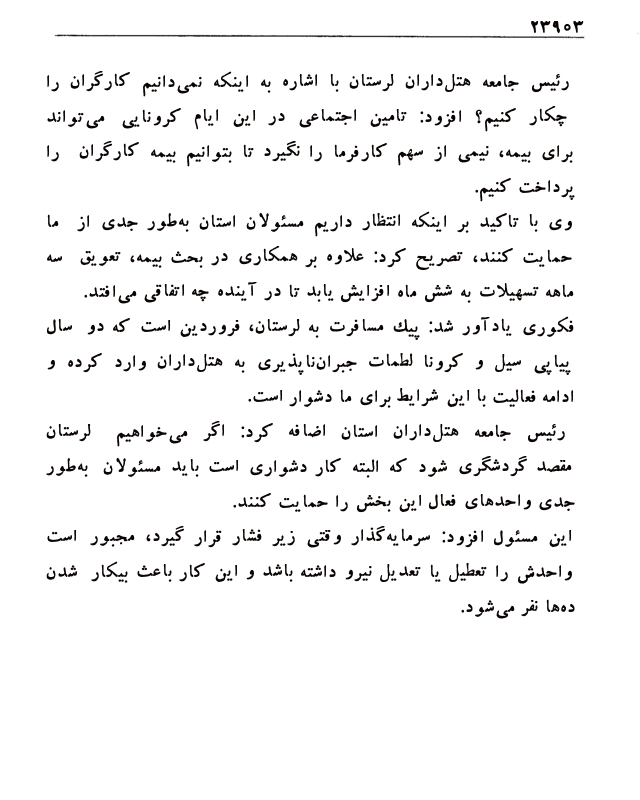 ۲۳۹۰۳
رئیس جامعه هتل‌داران لرستان با اشاره به اینکه نمی‌دانیم کارگران را
چکار کنیم؟ افزود: تامین اجتماعی در این ایام کرونایی می‌تواند
برای بیمه، نیمی از سهم کارفرما را نگیرد تا بتوانیم بیمه کارگران را
پرداخت کنیم.
وی با تاکید بر اینکه انتظار داریم مسئولان استان به‌طور جدی از ما
حمایت کنند، تصریح کرد: علاوه بر همکاری در بحث بیمه، تعویق سه
ماهه تسهیلات به شش ماه افزایش یابد تا در آینده چه اتفاقی می‌افتد.
فکوری یادآور شد: پیك مسافرت به لرستان، فروردین است که دو سال
پیاپی سیل و کرونا لطمات جبران‌ناپذیری به هتل‌داران وارد کرده و
ادامه فعالیت با این شرایط برای ما دشوار است.
رئیس جامعه هتل‌داران استان اضافه کرد: اگر می‌خواهیم لرستان
مقصد گردشگری شود که البته کار دشواری است باید مسئولان به‌طور
جدی واحدهای فعال این بخش را حمایت کنند.
این مسئول افزود: سرمایه‌گذار وقتی زیر فشار قرار گیرد، مجبور است
واحدش را تعطیل یا تعدیل نیرو داشته باشد و این کار باعث بیکار شدن
ده‌ها نفر می‌شود.